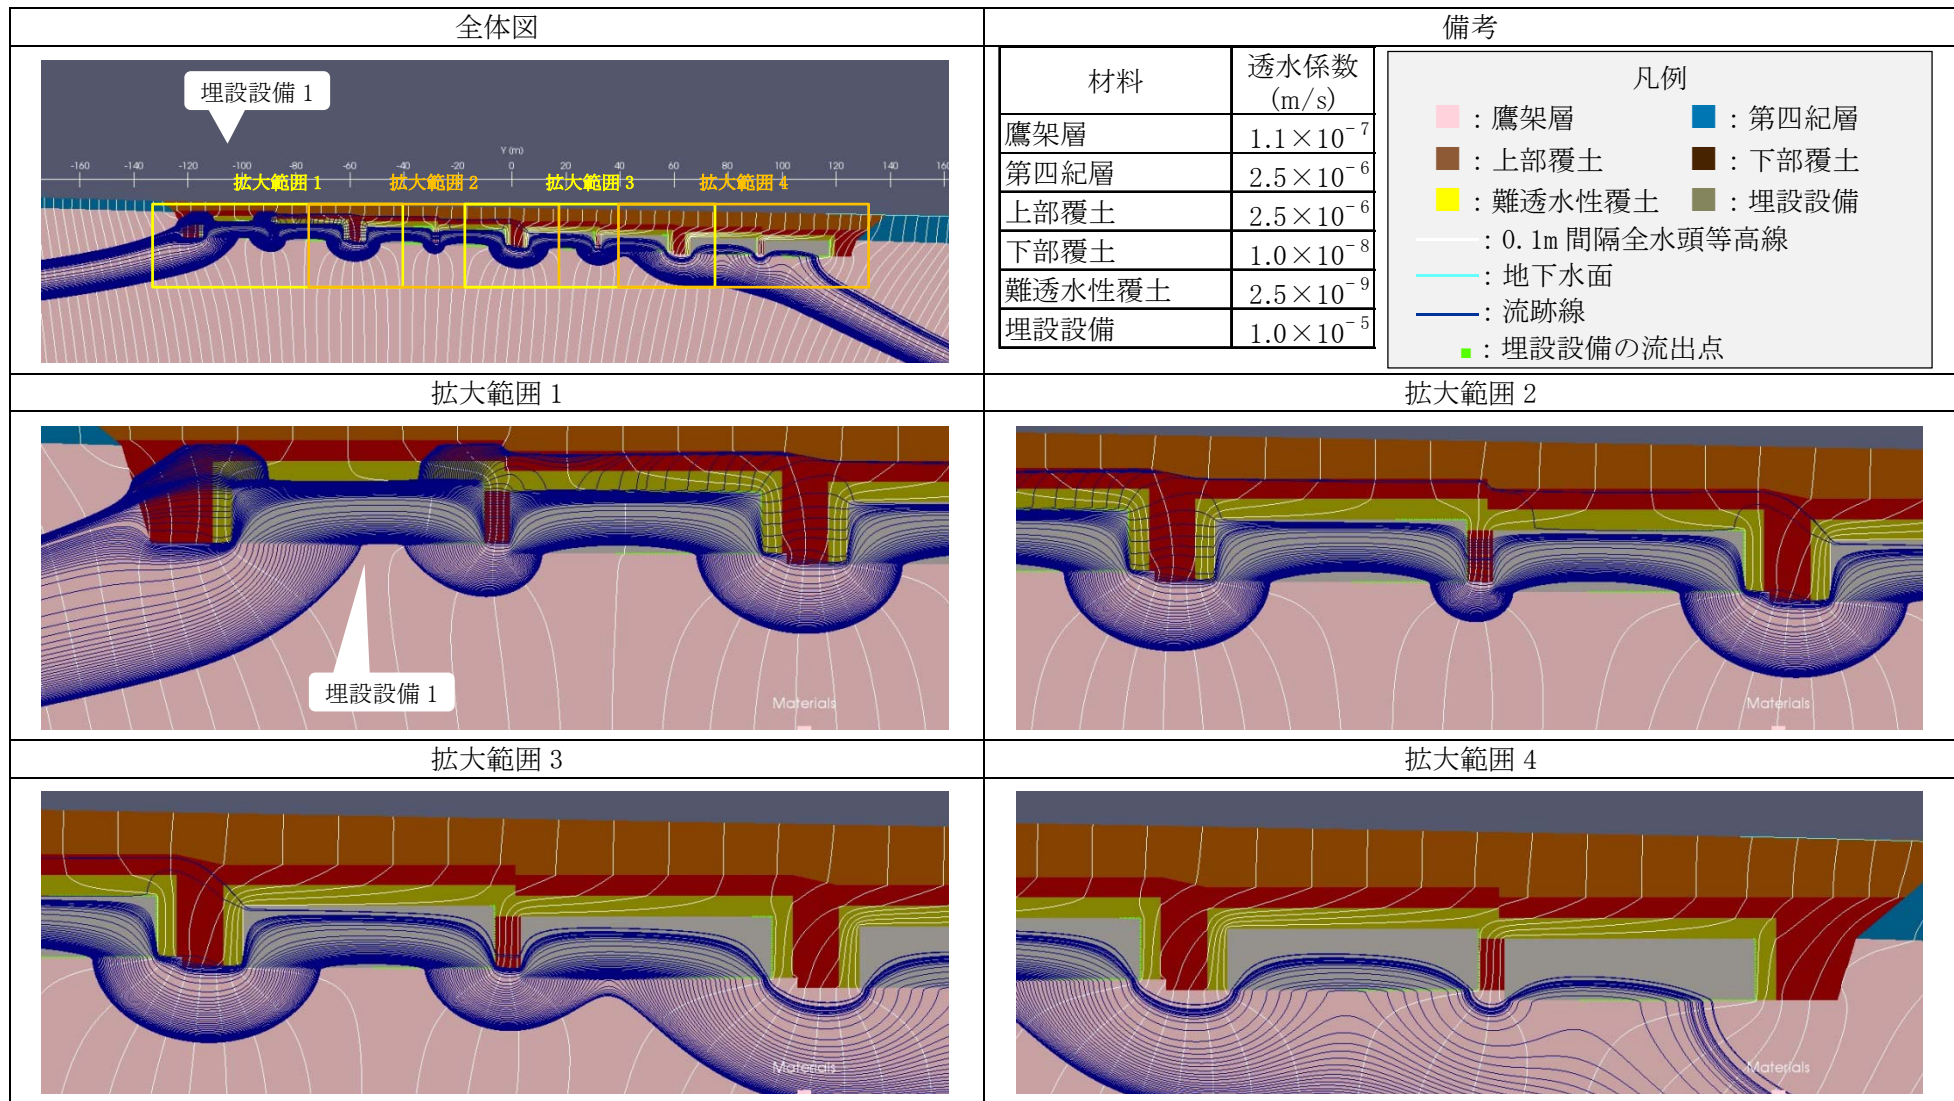 全体図
備考
埋設設備 1
Y (m)
-160 -140 -120 -100 -80 -60 -40 -20 0 20 40 60 80 100 120 140 160
拡大範囲 1 拡大範囲 2 拡大範囲 3 拡大範囲 4
材料 透水係数
(m/s)
鷹架層 1.1×10⁻⁷
第四紀層 2.5×10⁻⁶
上部覆土 2.5×10⁻⁶
下部覆土 1.0×10⁻⁸
難透水性覆土 2.5×10⁻⁹
埋設設備 1.0×10⁻⁵
凡例
：鷹架層 ：第四紀層
：上部覆土 ：下部覆土
：難透水性覆土 ：埋設設備
：0.1m 間隔全水頭等高線
：地下水面
：流跡線
：埋設設備の流出点
拡大範囲 1
拡大範囲 2
埋設設備 1
Materials
Materials
拡大範囲 3
拡大範囲 4
Materials
Materials